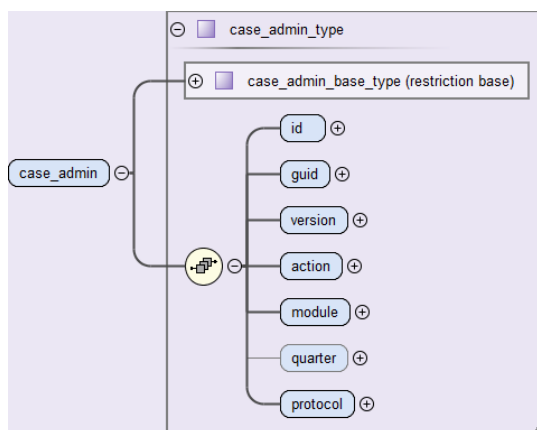 case_admin_type
case_admin_base_type (restriction base)
id
guid
case_admin
version
action
module
quarter
protocol